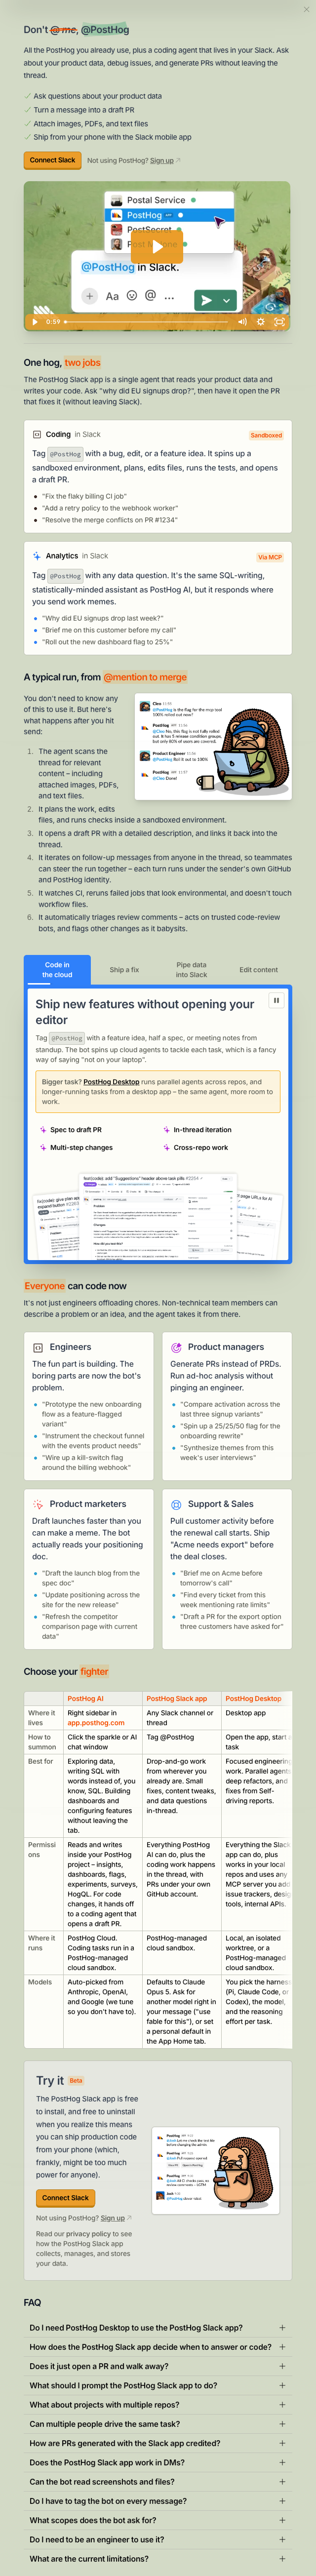 Don't @ me, @PostHog
All the PostHog you already use, plus a coding agent that lives in your Slack. Ask
about your product data, debug issues, and generate PRs without leaving the
thread.
Ask questions about your product data
Turn a message into a draft PR
Attach images, PDFs, and text files
Ship from your phone with the Slack mobile app
Connect Slack
Not using PostHog? Sign up
Postal Service
PostHog
PostSecret
@PostHog in Slack.
Aa
0:59
One hog, two jobs
The PostHog Slack app is a single agent that reads your product data and
writes your code. Ask "why did EU signups drop?", then have it open the PR
that fixes it (without leaving Slack).
Coding in Slack
Sandboxed
Tag @PostHog with a bug, edit, or a feature idea. It spins up a
sandboxed environment, plans, edits files, runs the tests, and opens
a draft PR.
"Fix the flaky billing CI job"
"Add a retry policy to the webhook worker"
"Resolve the merge conflicts on PR #1234"
Analytics in Slack
Via MCP
Tag @PostHog with any data question. It's the same SQL-writing,
statistically-minded assistant as PostHog AI, but it responds where
you send work memes.
"Why did EU signups drop last week?"
"Brief me on this customer before my call"
"Roll out the new dashboard flag to 25%"
A typical run, from @mention to merge
You don't need to know any
of this to use it. But here's
what happens after you hit
send:
1. The agent scans the
thread for relevant
context – including
attached images, PDFs,
and text files.
2. It plans the work, edits
files, and runs checks inside a sandboxed environment.
3. It opens a draft PR with a detailed description, and links it back into the
thread.
4. It iterates on follow-up messages from anyone in the thread, so teammates
can steer the run together – each turn runs under the sender's own GitHub
and PostHog identity.
5. It watches CI, reruns failed jobs that look environmental, and doesn't touch
workflow files.
6. It automatically triages review comments – acts on trusted code-review
bots, and flags other changes as it babysits.
Code in
the cloud
Ship a fix
Pipe data
into Slack
Edit content
Ship new features without opening your
editor
Tag @PostHog with a feature idea, half a spec, or meeting notes from
standup. The bot spins up cloud agents to tackle each task, which is a fancy
way of saying "not on your laptop".
Bigger task? PostHog Desktop runs parallel agents across repos, and
longer-running tasks from a desktop app – the same agent, more room to
work.
Spec to draft PR
In-thread iteration
Multi-step changes
Cross-repo work
Everyone can code now
It's not just engineers offloading chores. Non-technical team members can
describe a problem or an idea, and the agent takes it from there.
Engineers
The fun part is building. The
boring parts are now the bot's
problem.
"Prototype the new onboarding
flow as a feature-flagged
variant"
"Instrument the checkout funnel
with the events product needs"
"Wire up a kill-switch flag
around the billing webhook"
Product managers
Generate PRs instead of PRDs.
Run ad-hoc analysis without
pinging an engineer.
"Compare activation across the
last three signup variants"
"Spin up a 25/25/50 flag for the
onboarding rewrite"
"Synthesize themes from this
week's user interviews"
Product marketers
Draft launches faster than you
can make a meme. The bot
actually reads your positioning
doc.
"Draft the launch blog from the
spec doc"
"Update positioning across the
site for the new release"
"Refresh the competitor
comparison page with current
data"
Support & Sales
Pull customer activity before
the renewal call starts. Ship
"Acme needs export" before
the deal closes.
"Brief me on Acme before
tomorrow's call"
"Find every ticket from this
week mentioning rate limits"
"Draft a PR for the export option
three customers have asked for"
Choose your fighter
PostHog AI
PostHog Slack app
PostHog Desktop
Where it
lives
Right sidebar in
app.posthog.com
Any Slack channel or
thread
Desktop app
How to
summon
Click the sparkle or AI
chat window
Tag @PostHog
Open the app, start a
task
Best for
Exploring data,
writing SQL with
words instead of, you
know, SQL. Building
dashboards and
configuring features
without leaving the
tab.
Drop-and-go work
from wherever you
already are. Small
fixes, content tweaks,
and data questions
in-thread.
Focused engineering
work. Parallel agents,
deep refactors, and
fixes from Self-
driving reports.
Permissi
ons
Reads and writes
inside your PostHog
project – insights,
dashboards, flags,
experiments, surveys,
HogQL. For code
changes, it hands off
to a coding agent that
opens a draft PR.
Everything PostHog
AI can do, plus the
coding work happens
in the thread, with
PRs under your own
GitHub account.
Everything the Slack
app can do, plus
works in your local
repos and uses any
MCP server you add
issue trackers, design
tools, internal APIs.
Where it
runs
PostHog Cloud.
Coding tasks run in a
PostHog-managed
cloud sandbox.
PostHog-managed
cloud sandbox.
Local, an isolated
worktree, or a
PostHog-managed
cloud sandbox.
Models
Auto-picked from
Anthropic, OpenAI,
and Google (we tune
so you don't have to).
Defaults to Claude
Opus 5. Ask for
another model right in
your message ("use
fable for this"), or set
a personal default in
the App Home tab.
You pick the harness
(Pi, Claude Code, or
Codex), the model,
and the reasoning
effort per task.
Try it Beta
The PostHog Slack app is free
to install, and free to uninstall
when you realize this means
you can ship production code
from your phone (which,
frankly, might be too much
power for anyone).
Connect Slack
Not using PostHog? Sign up
Read our privacy policy to see
how the PostHog Slack app
collects, manages, and stores
your data.
FAQ
Do I need PostHog Desktop to use the PostHog Slack app?
How does the PostHog Slack app decide when to answer or code?
Does it just open a PR and walk away?
What should I prompt the PostHog Slack app to do?
What about projects with multiple repos?
Can multiple people drive the same task?
How are PRs generated with the Slack app credited?
Does the PostHog Slack app work in DMs?
Can the bot read screenshots and files?
Do I have to tag the bot on every message?
What scopes does the bot ask for?
Do I need to be an engineer to use it?
What are the current limitations?